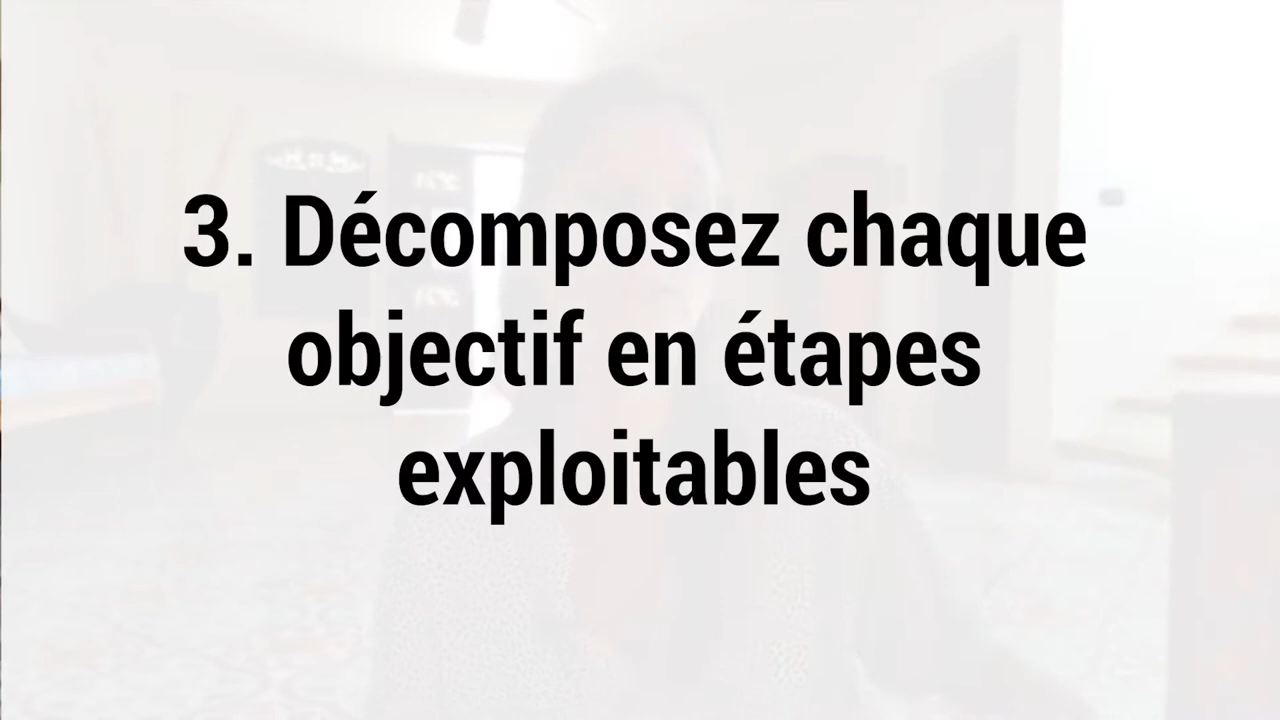 3. Décomposez chaque
objectif en étapes
exploitables